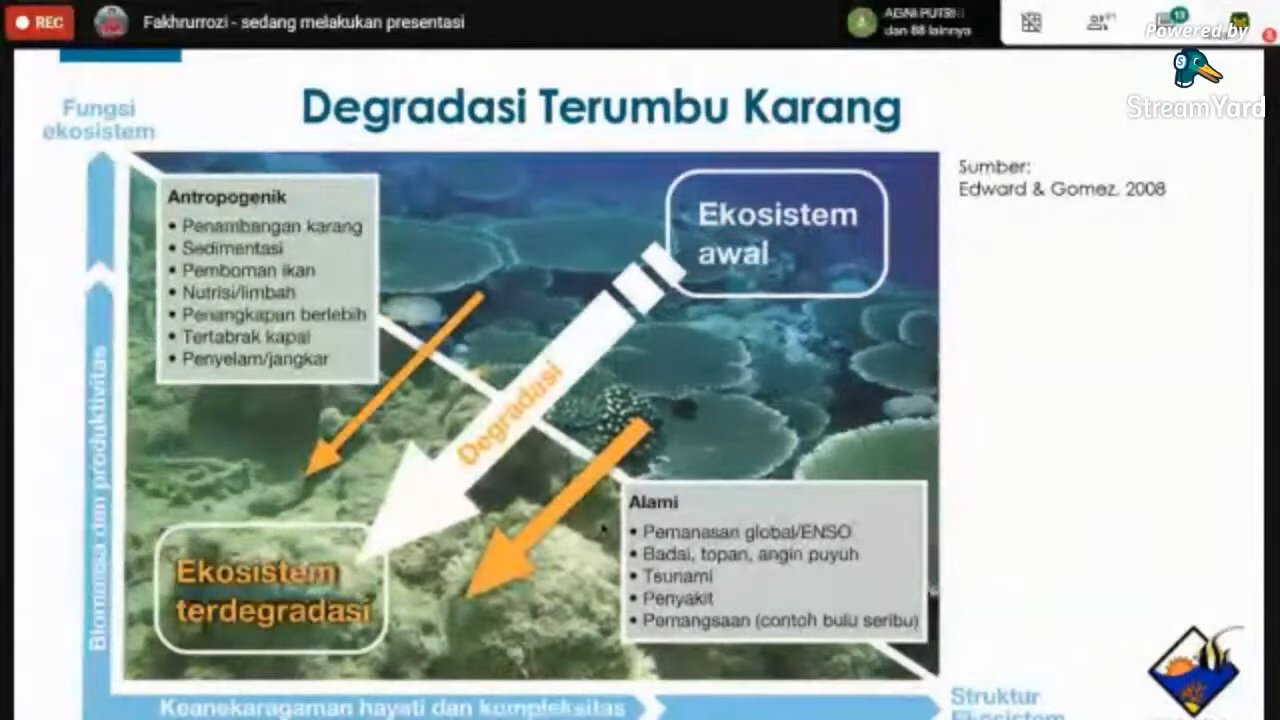 REC
Fakhrurrozi - sedang melakukan presentasi
AGNI PUTRI
dan 88 lainnya
13
Powered by
StreamYard
Degradasi Terumbu Karang
Fungsi
ekosistem
Sumber:
Edward & Gomez, 2008
Antropogenik
• Penambangan karang
• Sedimentasi
• Pemboman ikan
• Nutrisi/limbah
• Penangkapan berlebih
• Tertabrak kapal
• Penyelam/jangkar
Ekosistem
awal
Degradasi
Biomassa dan produktivitas
Ekosistem
terdegradasi
Alami
• Pemanasan global/ENSO
• Badai, topan, angin puyuh
• Tsunami
• Penyakit
• Pemangsaan (contoh bulu seribu)
Keanekaragaman hayati dan kompleksitas
Struktur
Ekosistem